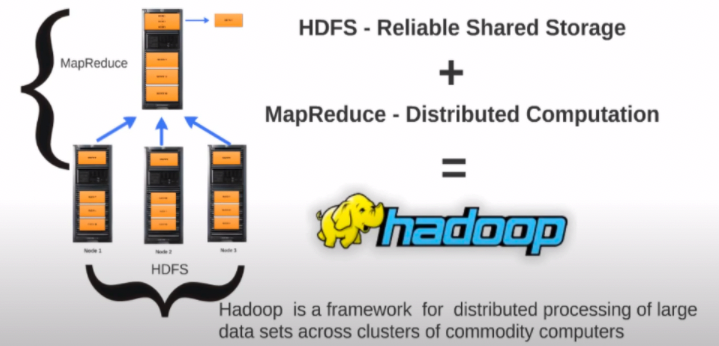 HDFS - Reliable Shared Storage
MapReduce
+
MapReduce - Distributed Computation
=
hadoop
Node 1
Node 2
Node 3
HDFS
Hadoop is a framework for distributed processing of large
data sets across clusters of commodity computers